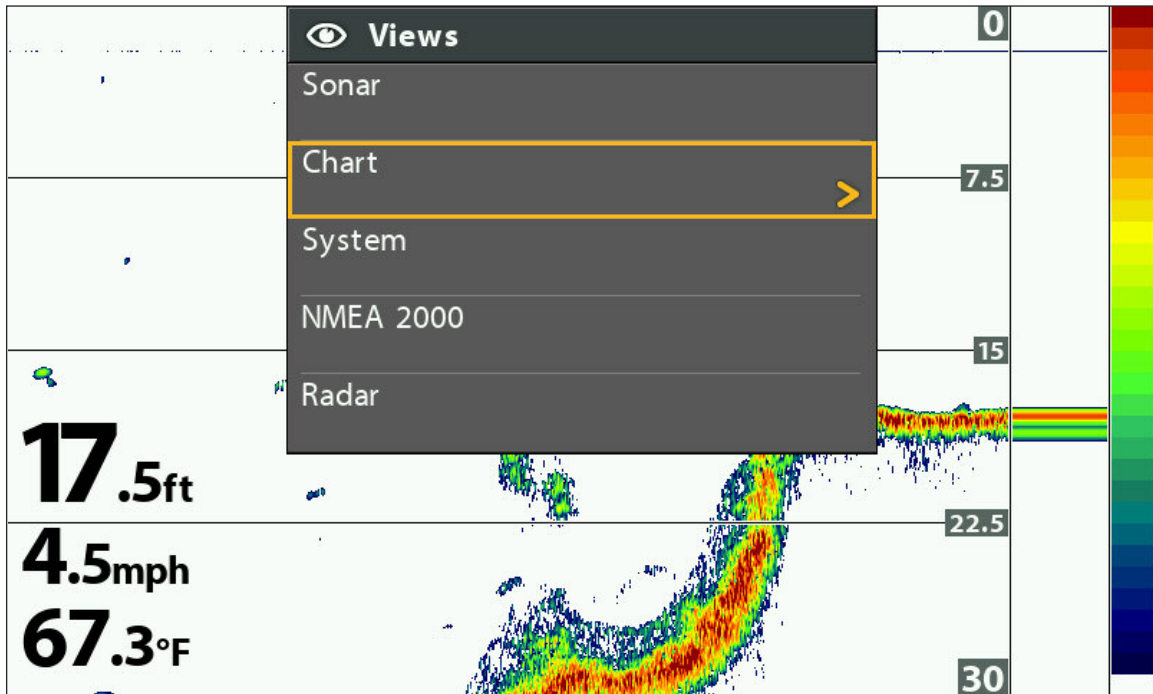 Views
Sonar
Chart
System
NMEA 2000
Radar
0
7.5
15
22.5
30
17.5ft
4.5mph
67.3°F